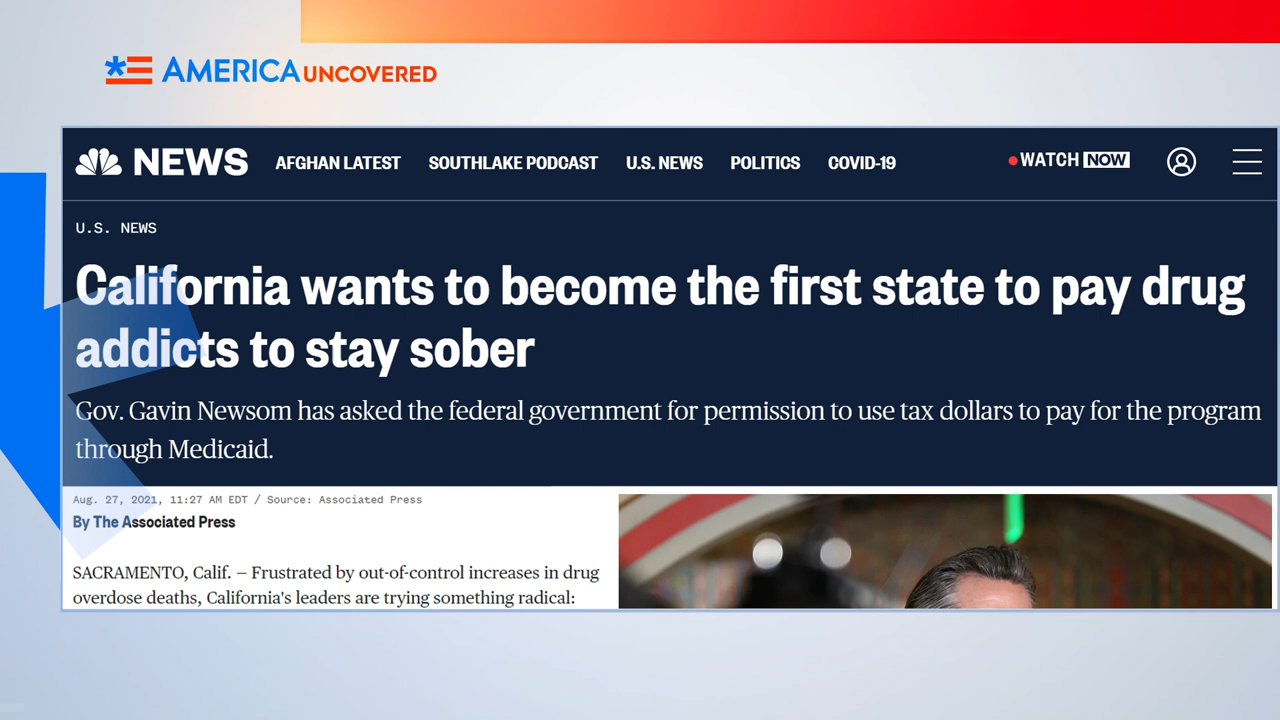 AMERICA UNCOVERED
NEWS AFGHAN LATEST SOUTHLAKE PODCAST U.S. NEWS POLITICS COVID-19 WATCH NOW
U.S. NEWS
California wants to become the first state to pay drug
addicts to stay sober
Gov. Gavin Newsom has asked the federal government for permission to use tax dollars to pay for the program
through Medicaid.
Aug. 27, 2021, 11:27 AM EDT / Source: Associated Press
By The Associated Press
SACRAMENTO, Calif. — Frustrated by out-of-control increases in drug
overdose deaths, California's leaders are trying something radical: